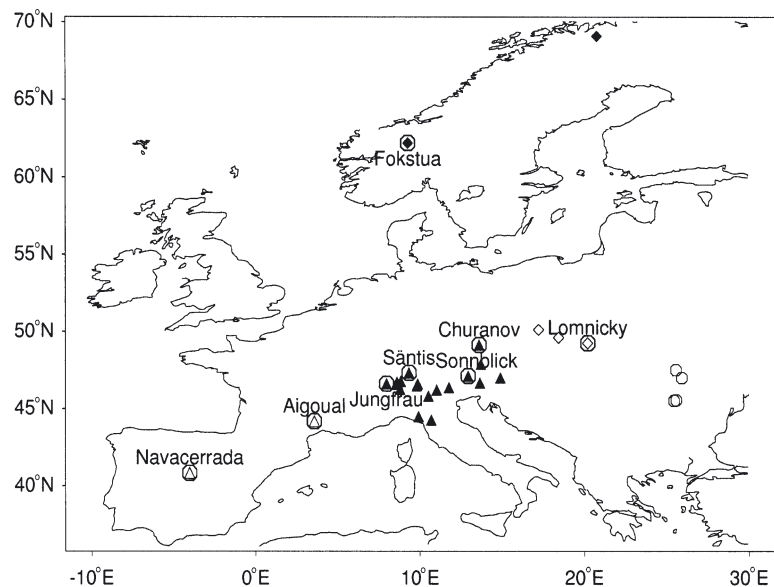 70°N
65°N
60°N
55°N
50°N
45°N
40°N
Fokstua
Churanov
Lomnicky
Säntis
Sonnblick
Jungfrau
Aigoual
Navacerrada
-10°E
0°E
10°E
20°E
30°E